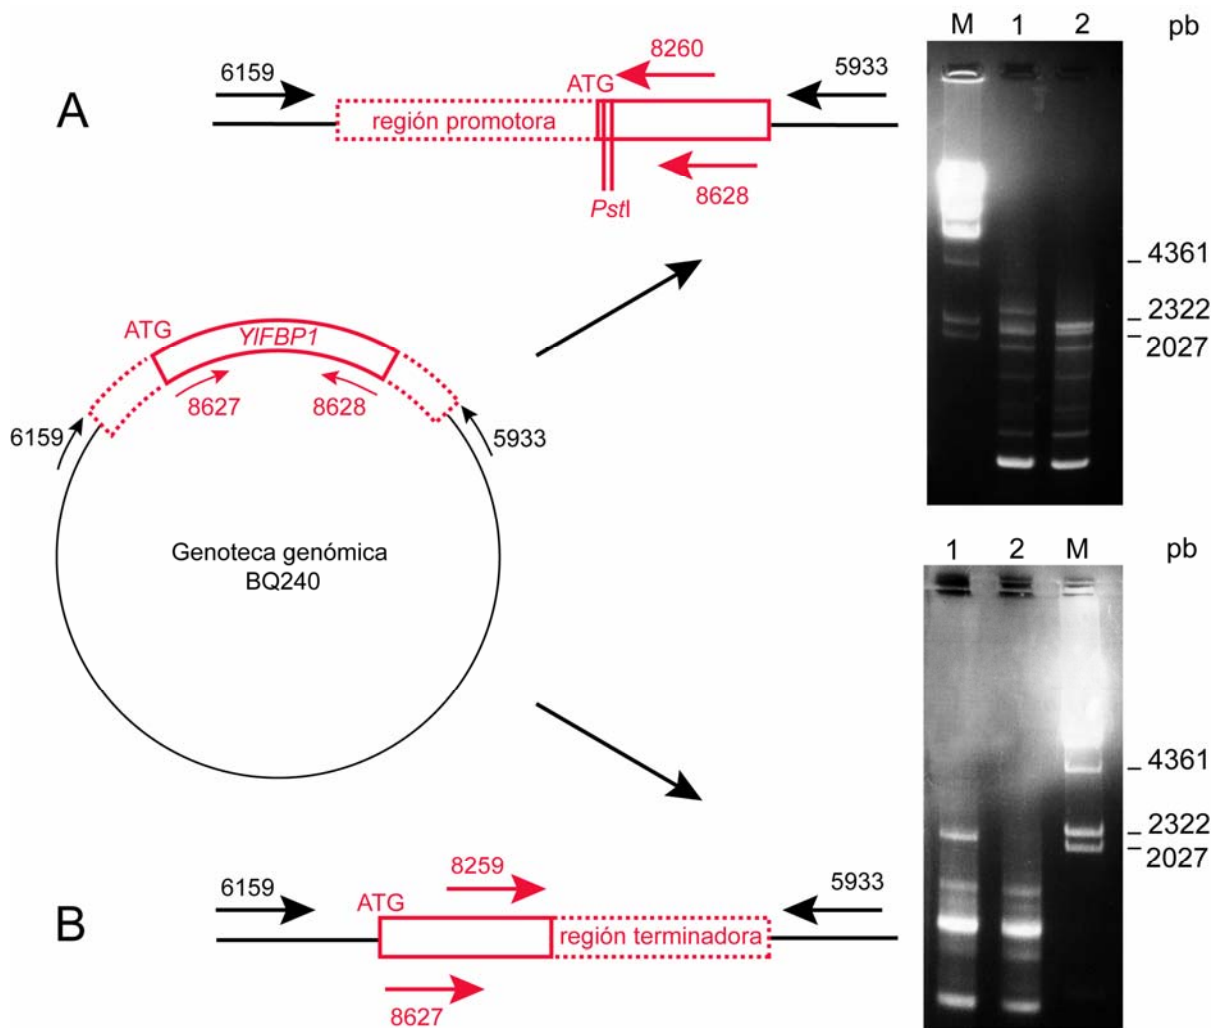 M 1 2 pb
8260
6159
ATG
5933
A
región promotora
8628
PstI
4361
2322
2027
ATG
YlFBP1
8627
8628
6159
5933
Genoteca genómica
BQ240
1 2 M pb
4361
2322
2027
8259
6159
ATG
5933
B
región terminadora
8627